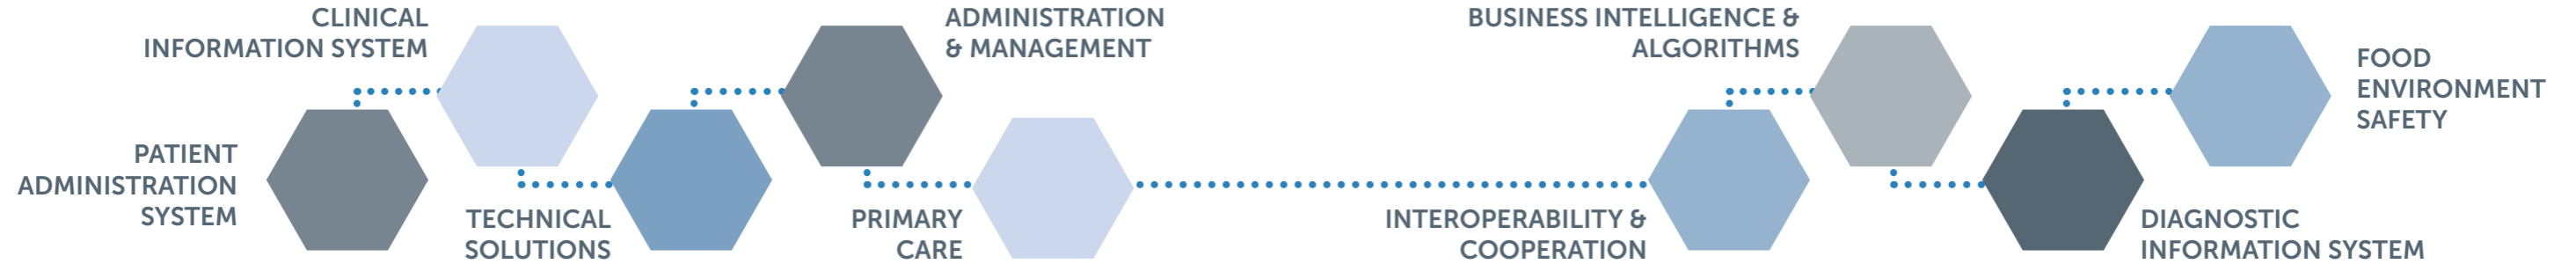 CLINICAL
INFORMATION SYSTEM
PATIENT
ADMINISTRATION
SYSTEM
TECHNICAL
SOLUTIONS
ADMINISTRATION
& MANAGEMENT
PRIMARY
CARE
BUSINESS INTELLIGENCE &
ALGORITHMS
INTEROPERABILITY &
COOPERATION
FOOD
ENVIRONMENT
SAFETY
DIAGNOSTIC
INFORMATION SYSTEM